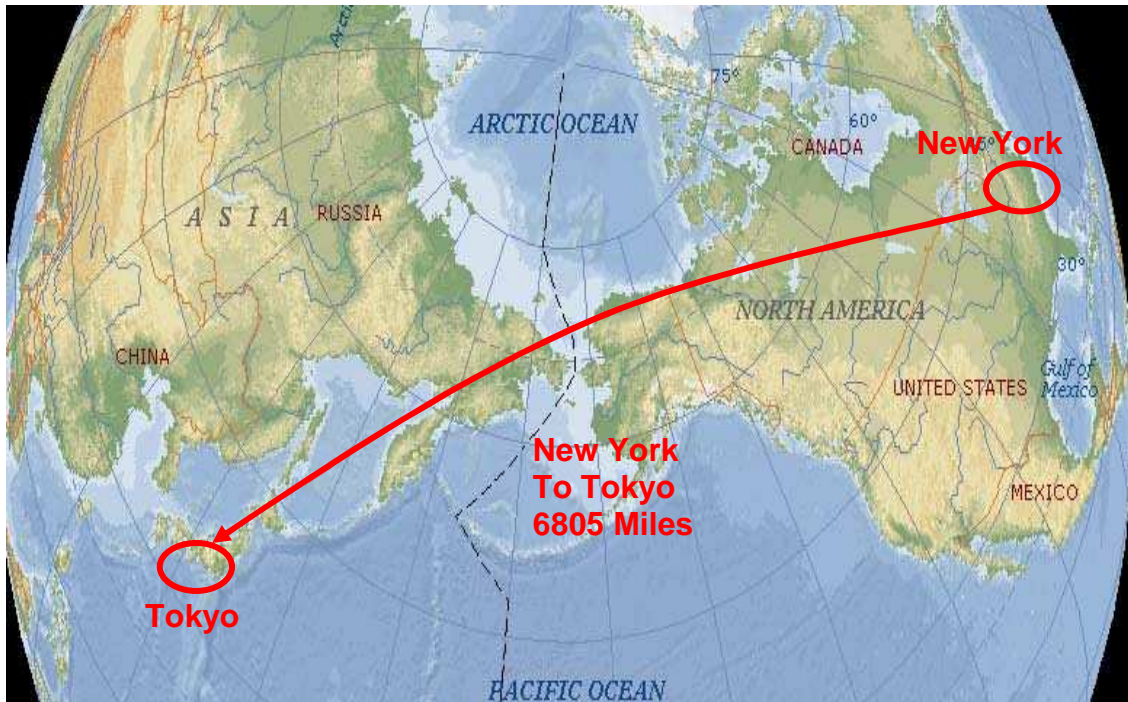 Arctic
75°
ARCTIC OCEAN
60°
CANADA
New York
A S I A
RUSSIA
30°
NORTH AMERICA
CHINA
Gulf of
Mexico
UNITED STATES
New York
To Tokyo
6805 Miles
MEXICO
Tokyo
PACIFIC OCEAN